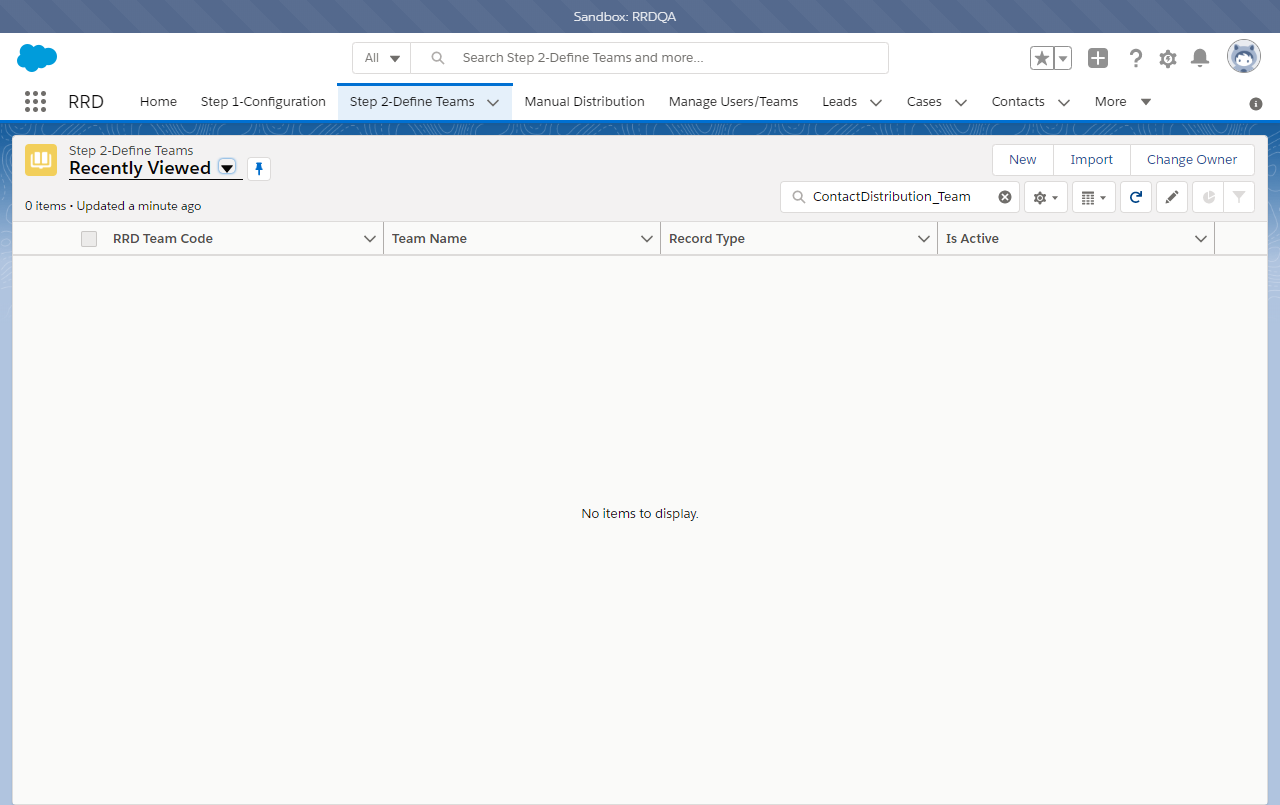 Sandbox: RRDQA
All
Search Step 2-Define Teams and more...
RRD
Home
Step 1-Configuration
Step 2-Define Teams
Manual Distribution
Manage Users/Teams
Leads
Cases
Contacts
More
Step 2-Define Teams
Recently Viewed
New
Import
Change Owner
0 items • Updated a minute ago
ContactDistribution_Team
RRD Team Code
Team Name
Record Type
Is Active
No items to display.